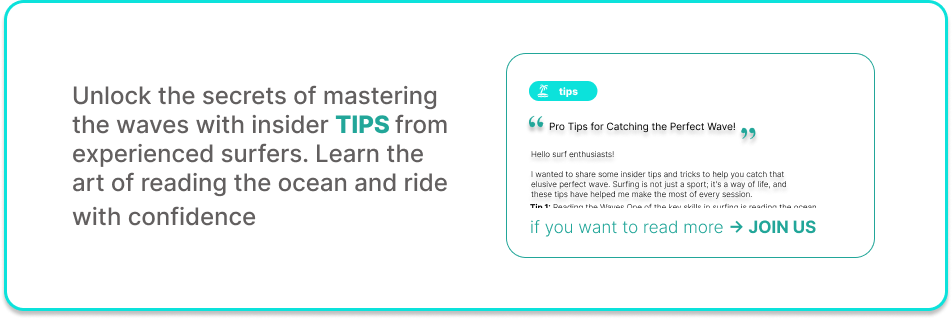 Unlock the secrets of mastering
the waves with insider TIPS from
experienced surfers. Learn the
art of reading the ocean and ride
with confidence
tips
“ Pro Tips for Catching the Perfect Wave! ”
Hello surf enthusiasts!
I wanted to share some insider tips and tricks to help you catch that
elusive perfect wave. Surfing is not just a sport; it's a way of life, and
these tips have helped me make the most of every session.
Tip 1: Reading the Waves One of the key skills in surfing is reading the ocean
if you want to read more → JOIN US